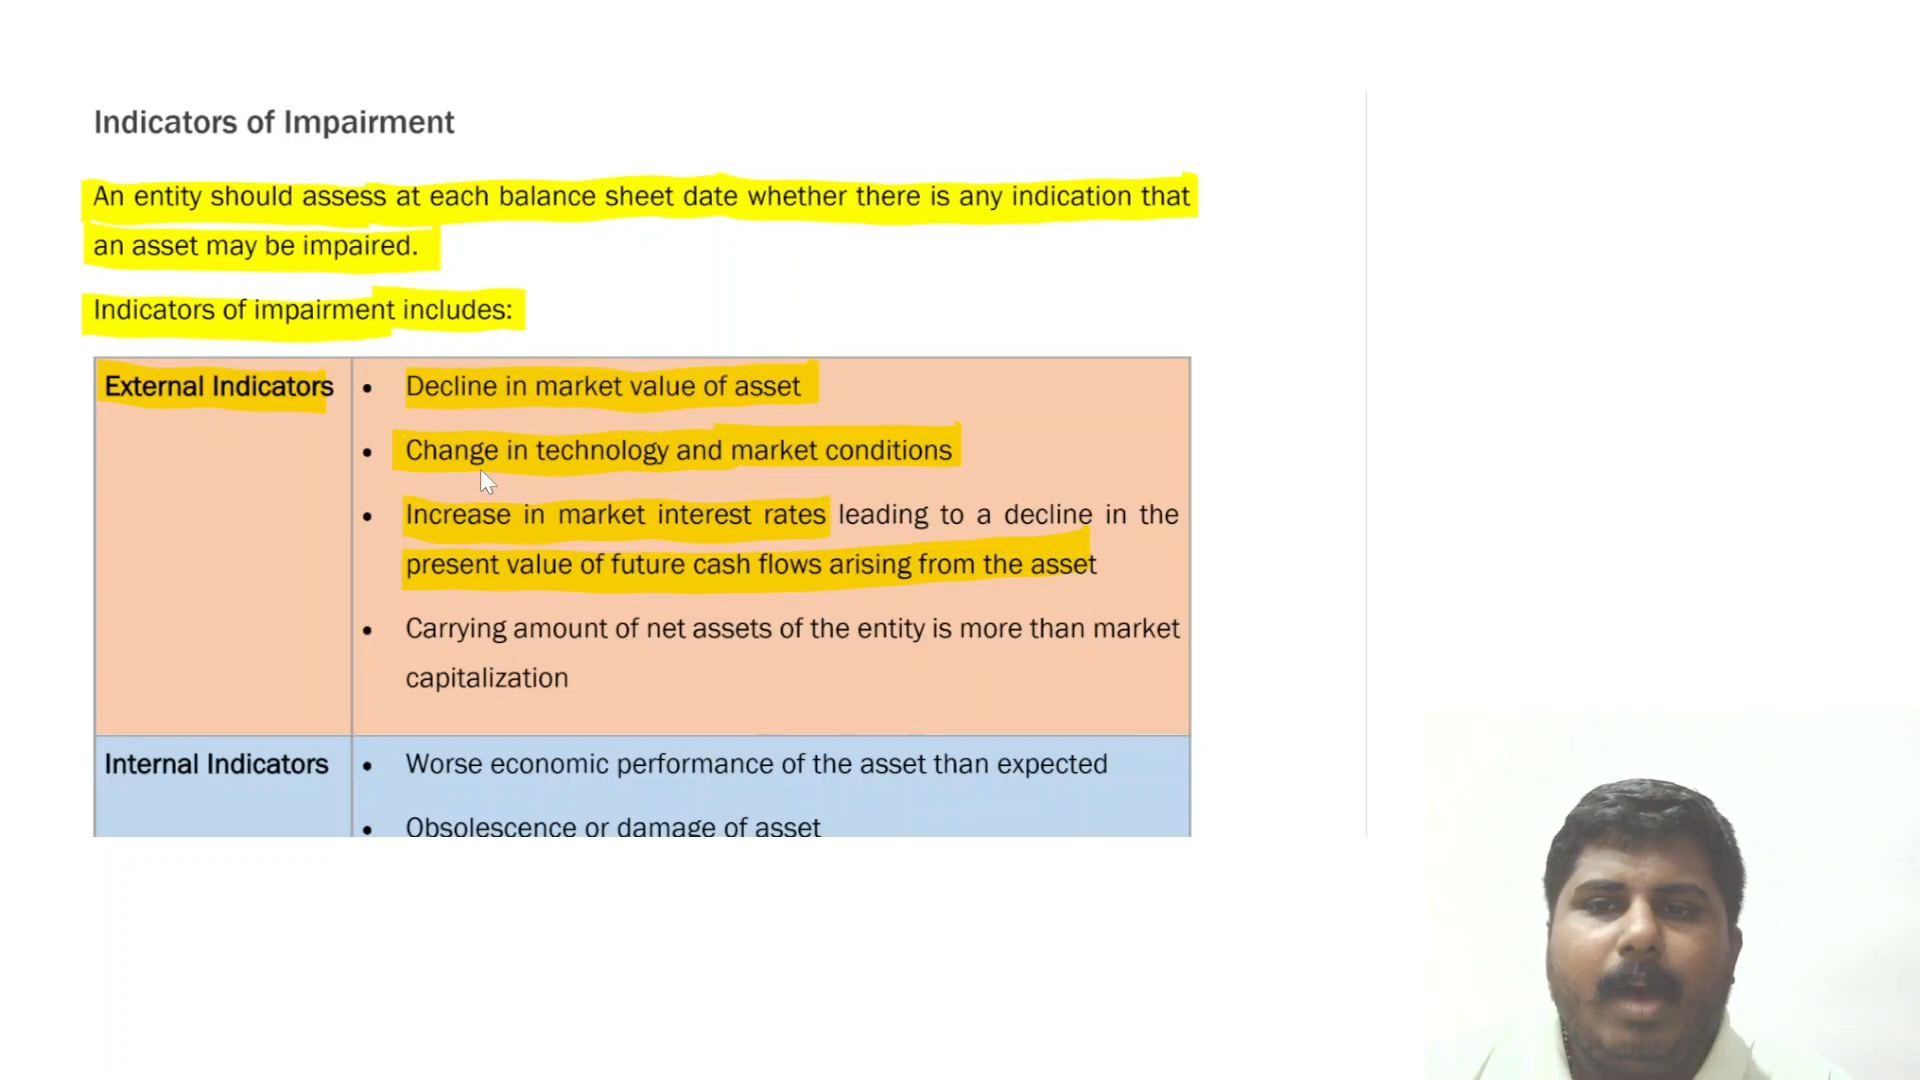 Indicators of Impairment
An entity should assess at each balance sheet date whether there is any indication that
an asset may be impaired.
Indicators of impairment includes:
External Indicators
• Decline in market value of asset
• Change in technology and market conditions
• Increase in market interest rates leading to a decline in the
present value of future cash flows arising from the asset
• Carrying amount of net assets of the entity is more than market
capitalization
Internal Indicators
• Worse economic performance of the asset than expected
• Obsolescence or damage of asset